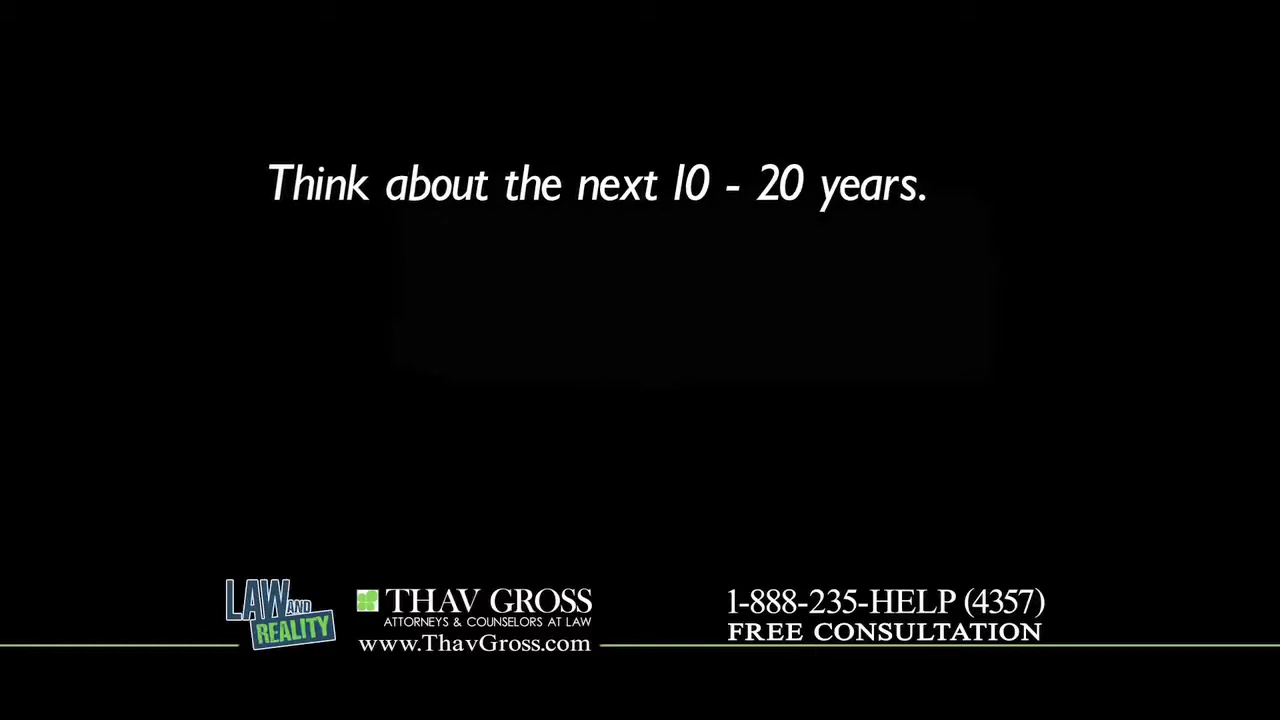 Think about the next 10 - 20 years.
LAW AND REALITY
THAV GROSS
ATTORNEYS & COUNSELORS AT LAW
www.ThavGross.com
1-888-235-HELP (4357)
FREE CONSULTATION